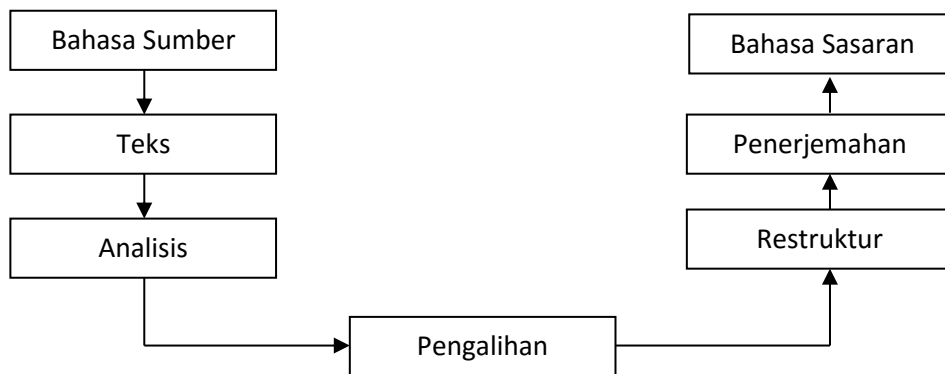 Bahasa Sumber
Teks
Analisis
Pengalihan
Restruktur
Penerjemahan
Bahasa Sasaran